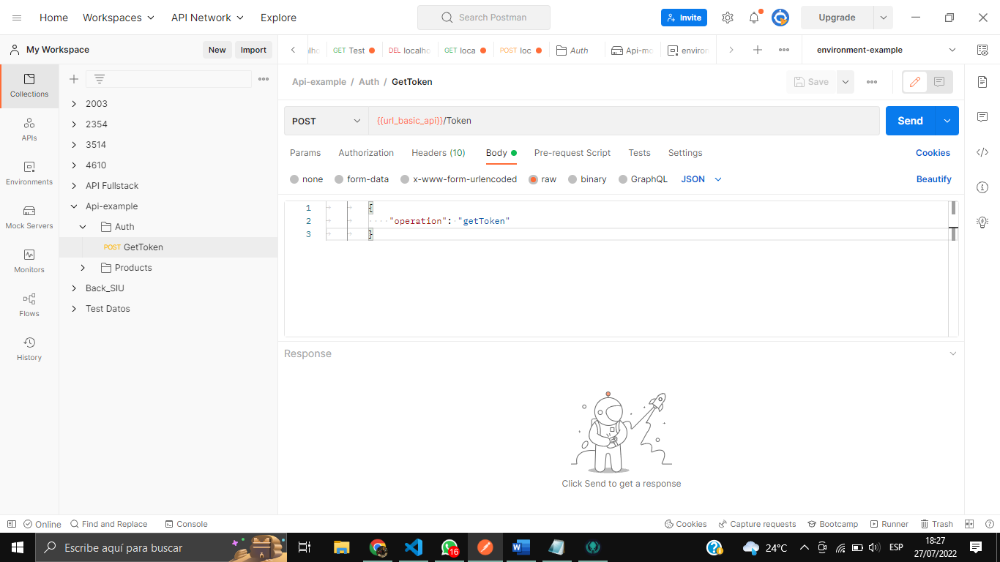 Home Workspaces API Network Explore Search Postman Invite Upgrade
My Workspace New Import
GET Test DEL localho GET loca POST loc Auth Api-mo environ environment-example
Collections
APIs
Environments
Mock Servers
Monitors
Flows
History
2003
2354
3514
4610
API Fullstack
Api-example
Auth
POST GetToken
Products
Back_SIU
Test Datos
Api-example / Auth / GetToken Save
POST {{url_basic_api}}/Token Send
Params Authorization Headers (10) Body Pre-request Script Tests Settings Cookies
none form-data x-www-form-urlencoded raw binary GraphQL JSON Beautify
1 {
2 "operation": "getToken"
3 }
Response
Click Send to get a response
Online Find and Replace Console Cookies Capture requests Bootcamp Runner Trash
Escribe aquí para buscar 16 24°C ESP 18:27
27/07/2022